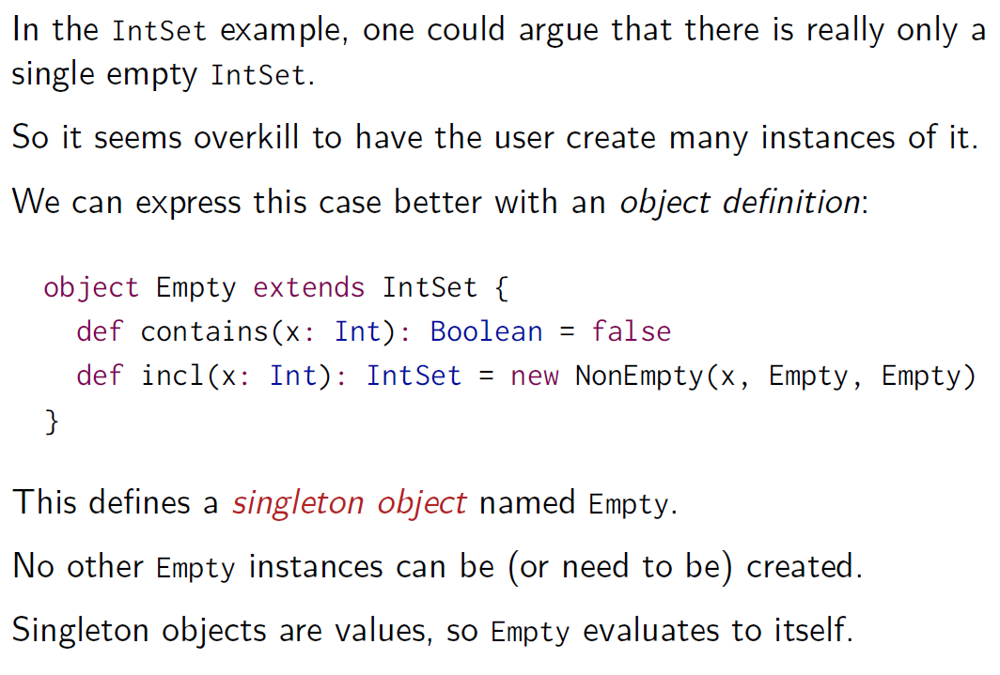 In the IntSet example, one could argue that there is really only a
single empty IntSet.
So it seems overkill to have the user create many instances of it.
We can express this case better with an object definition:
object Empty extends IntSet {
  def contains(x: Int): Boolean = false
  def incl(x: Int): IntSet = new NonEmpty(x, Empty, Empty)
}
This defines a singleton object named Empty.
No other Empty instances can be (or need to be) created.
Singleton objects are values, so Empty evaluates to itself.